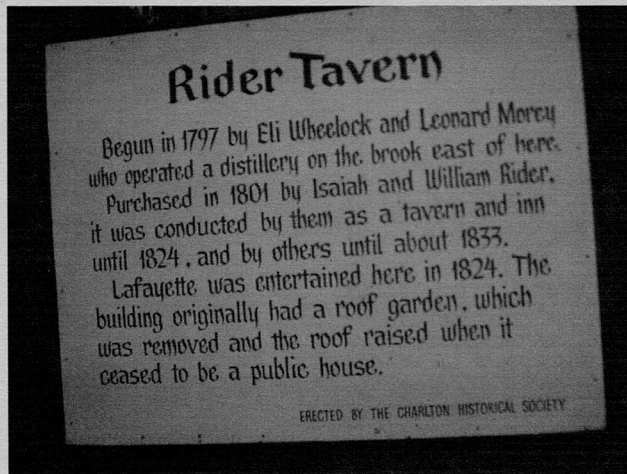 Rider Tavern
Begun in 1797 by Eli Wheelock and Leonard Morey
who operated a distillery on the brook east of here.
Purchased in 1801 by Isaiah and William Rider,
it was conducted by them as a tavern and inn
until 1824, and by others until about 1833.
Lafayette was entertained here in 1824. The
building originally had a roof garden, which
was removed and the roof raised when it
ceased to be a public house.
ERECTED BY THE CHARLTON HISTORICAL SOCIETY